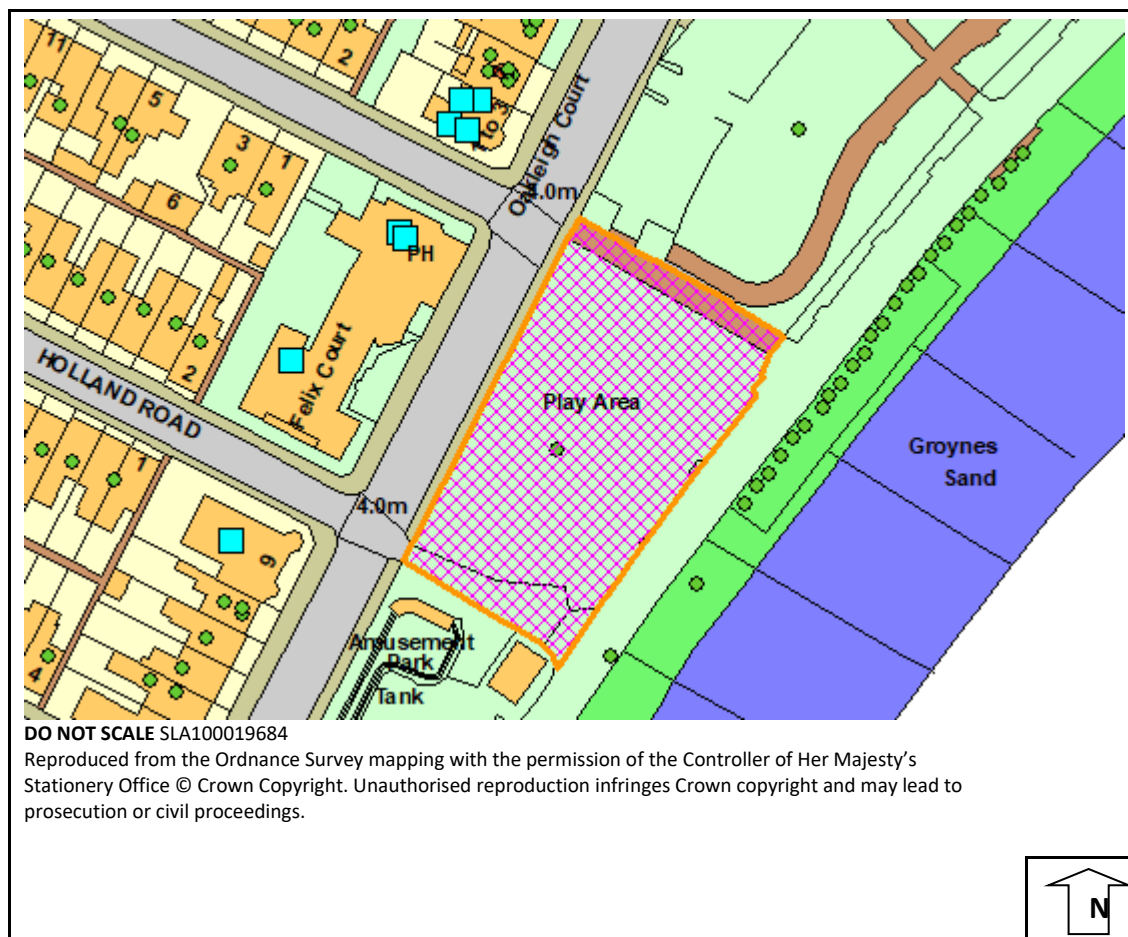 11
2
5
3
1
6
1 to 3
Oakleigh Court
4.0m
PH
Felix Court
2
HOLLAND ROAD
Play Area
Groynes
Sand
1
4.0m
9
4
Amusement
Park
Tank
DO NOT SCALE SLA100019684
Reproduced from the Ordnance Survey mapping with the permission of the Controller of Her Majesty's
Stationery Office © Crown Copyright. Unauthorised reproduction infringes Crown copyright and may lead to
prosecution or civil proceedings.
N